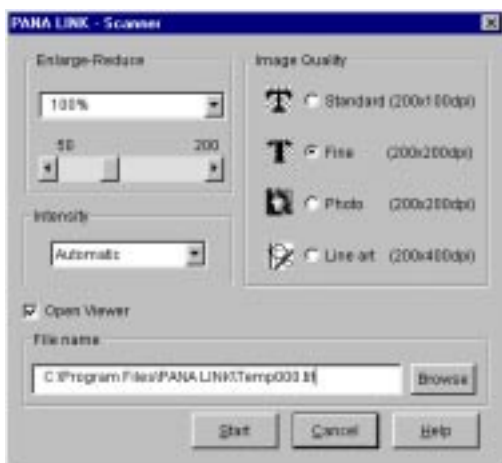 PANA LINK - Scanner
Enlarge-Reduce
100%
50 200
Intensity
Automatic
Image Quality
Standard (200x100dpi)
Fine (200x200dpi)
Photo (200x200dpi)
Line art (200x400dpi)
Open Viewer
File name
C:\Program Files\PANA LINK\Temp000.tif
Browse
Start Cancel Help